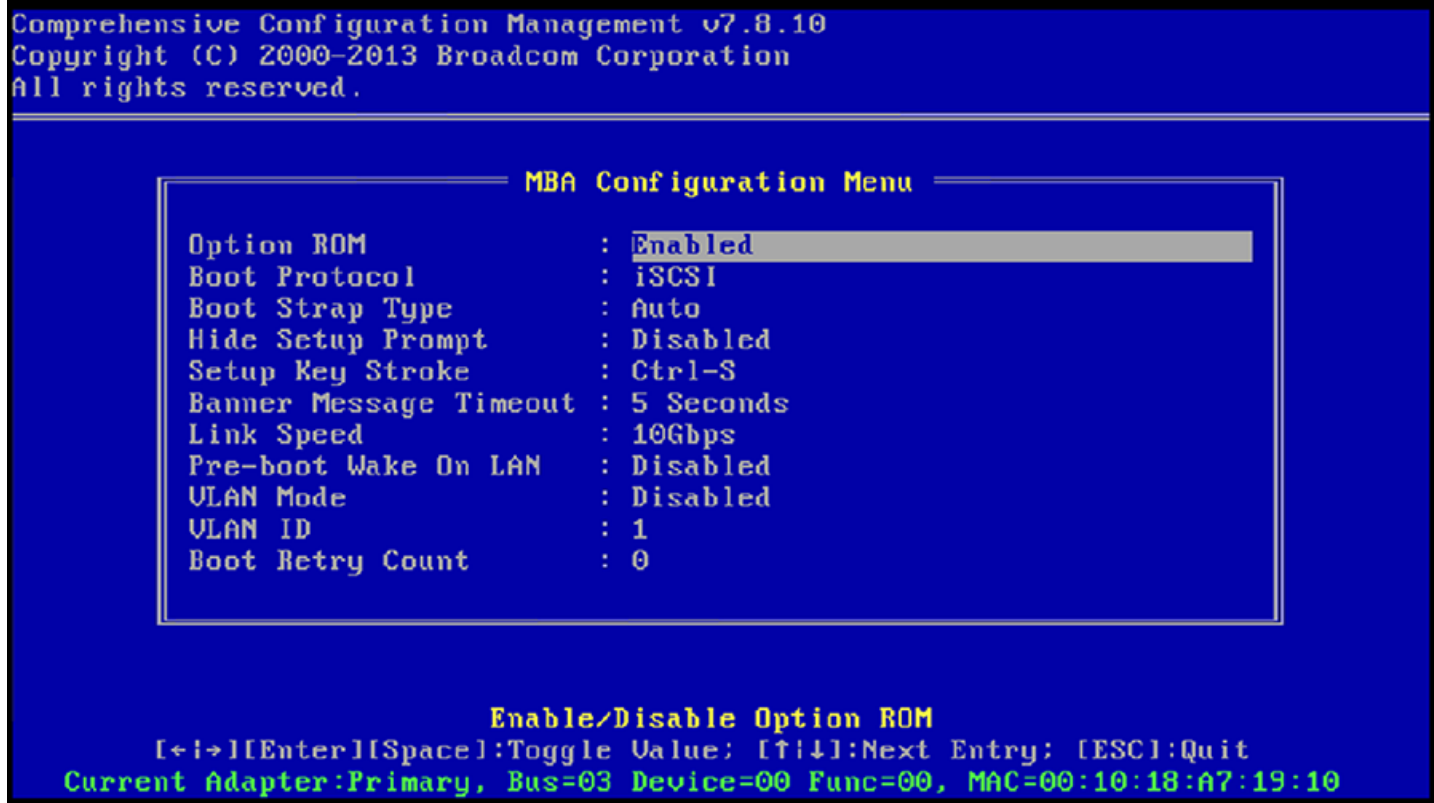 Comprehensive Configuration Management v7.8.10
Copyright (C) 2000-2013 Broadcom Corporation
All rights reserved.
MBA Configuration Menu
Option ROM : Enabled
Boot Protocol : iSCSI
Boot Strap Type : Auto
Hide Setup Prompt : Disabled
Setup Key Stroke : Ctrl-S
Banner Message Timeout : 5 Seconds
Link Speed : 10Gbps
Pre-boot Wake On LAN : Disabled
VLAN Mode : Disabled
VLAN ID : 1
Boot Retry Count : 0
Enable/Disable Option ROM
[←|→][Enter][Space]:Toggle Value; [↑|↓]:Next Entry; [ESC]:Quit
Current Adapter:Primary, Bus=03 Device=00 Func=00, MAC=00:10:18:A7:19:10